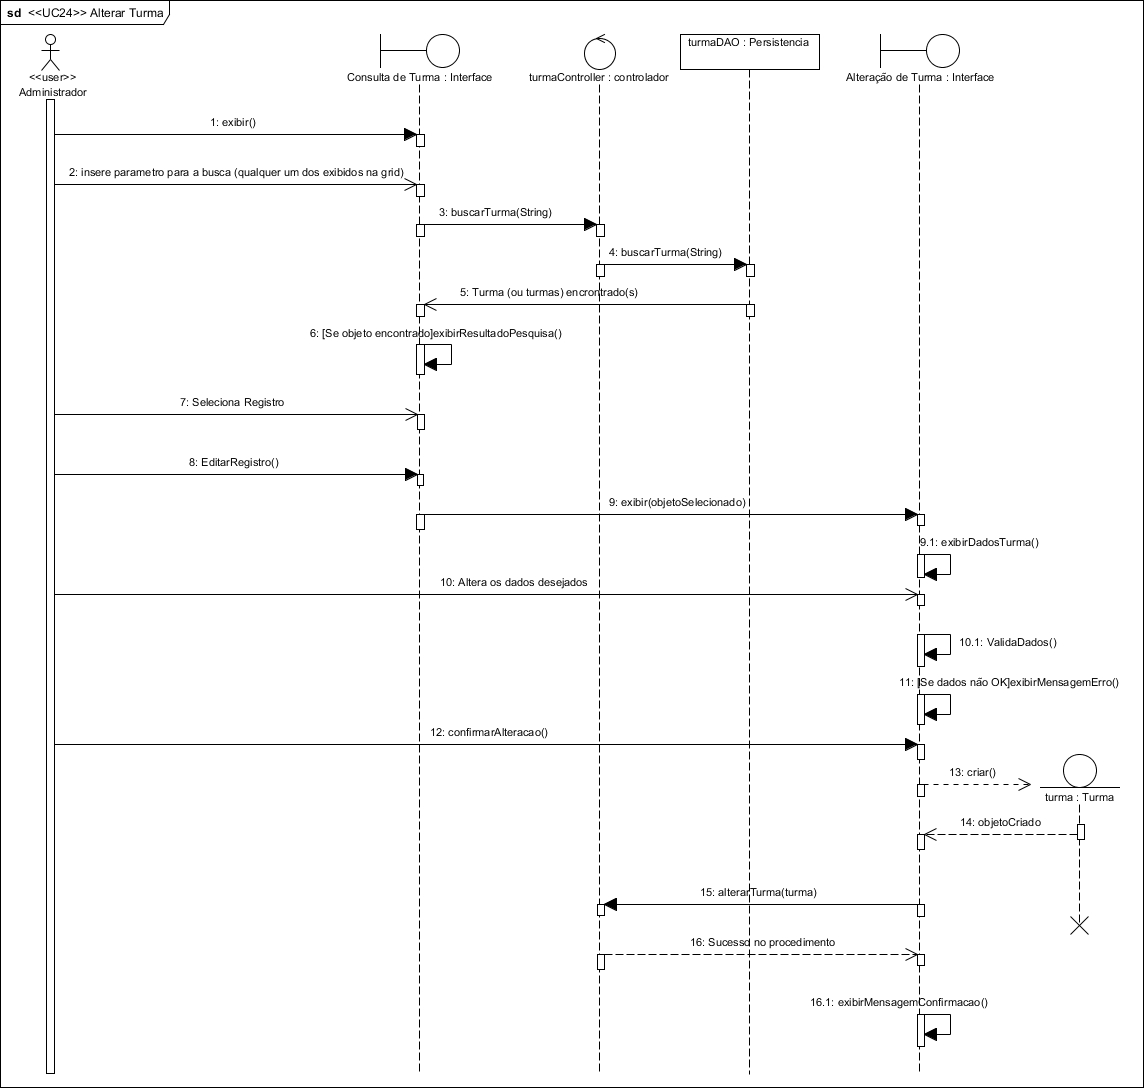 sd <<UC24>> Alterar Turma
<<user>>
Administrador
Consulta de Turma : Interface
turmaController : controlador
turmaDAO : Persistencia
Alteração de Turma : Interface
1: exibir()
2: insere parametro para a busca (qualquer um dos exibidos na grid)
3: buscarTurma(String)
4: buscarTurma(String)
5: Turma (ou turmas) encrontrado(s)
6: [Se objeto encontrado]exibirResultadoPesquisa()
7: Seleciona Registro
8: EditarRegistro()
9: exibir(objetoSelecionado)
9.1: exibirDadosTurma()
10: Altera os dados desejados
10.1: ValidaDados()
11: [Se dados não OK]exibirMensagemErro()
12: confirmarAlteracao()
13: criar()
turma : Turma
14: objetoCriado
15: alterarTurma(turma)
16: Sucesso no procedimento
16.1: exibirMensagemConfirmacao()